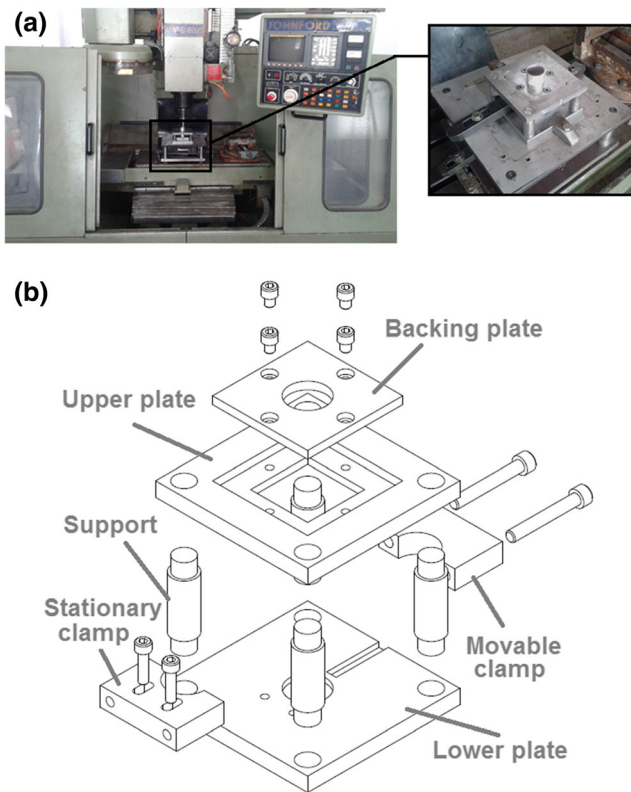 (a)
JOHNFORD
(b)
Backing plate
Upper plate
Support
Stationary
clamp
Movable
clamp
Lower plate